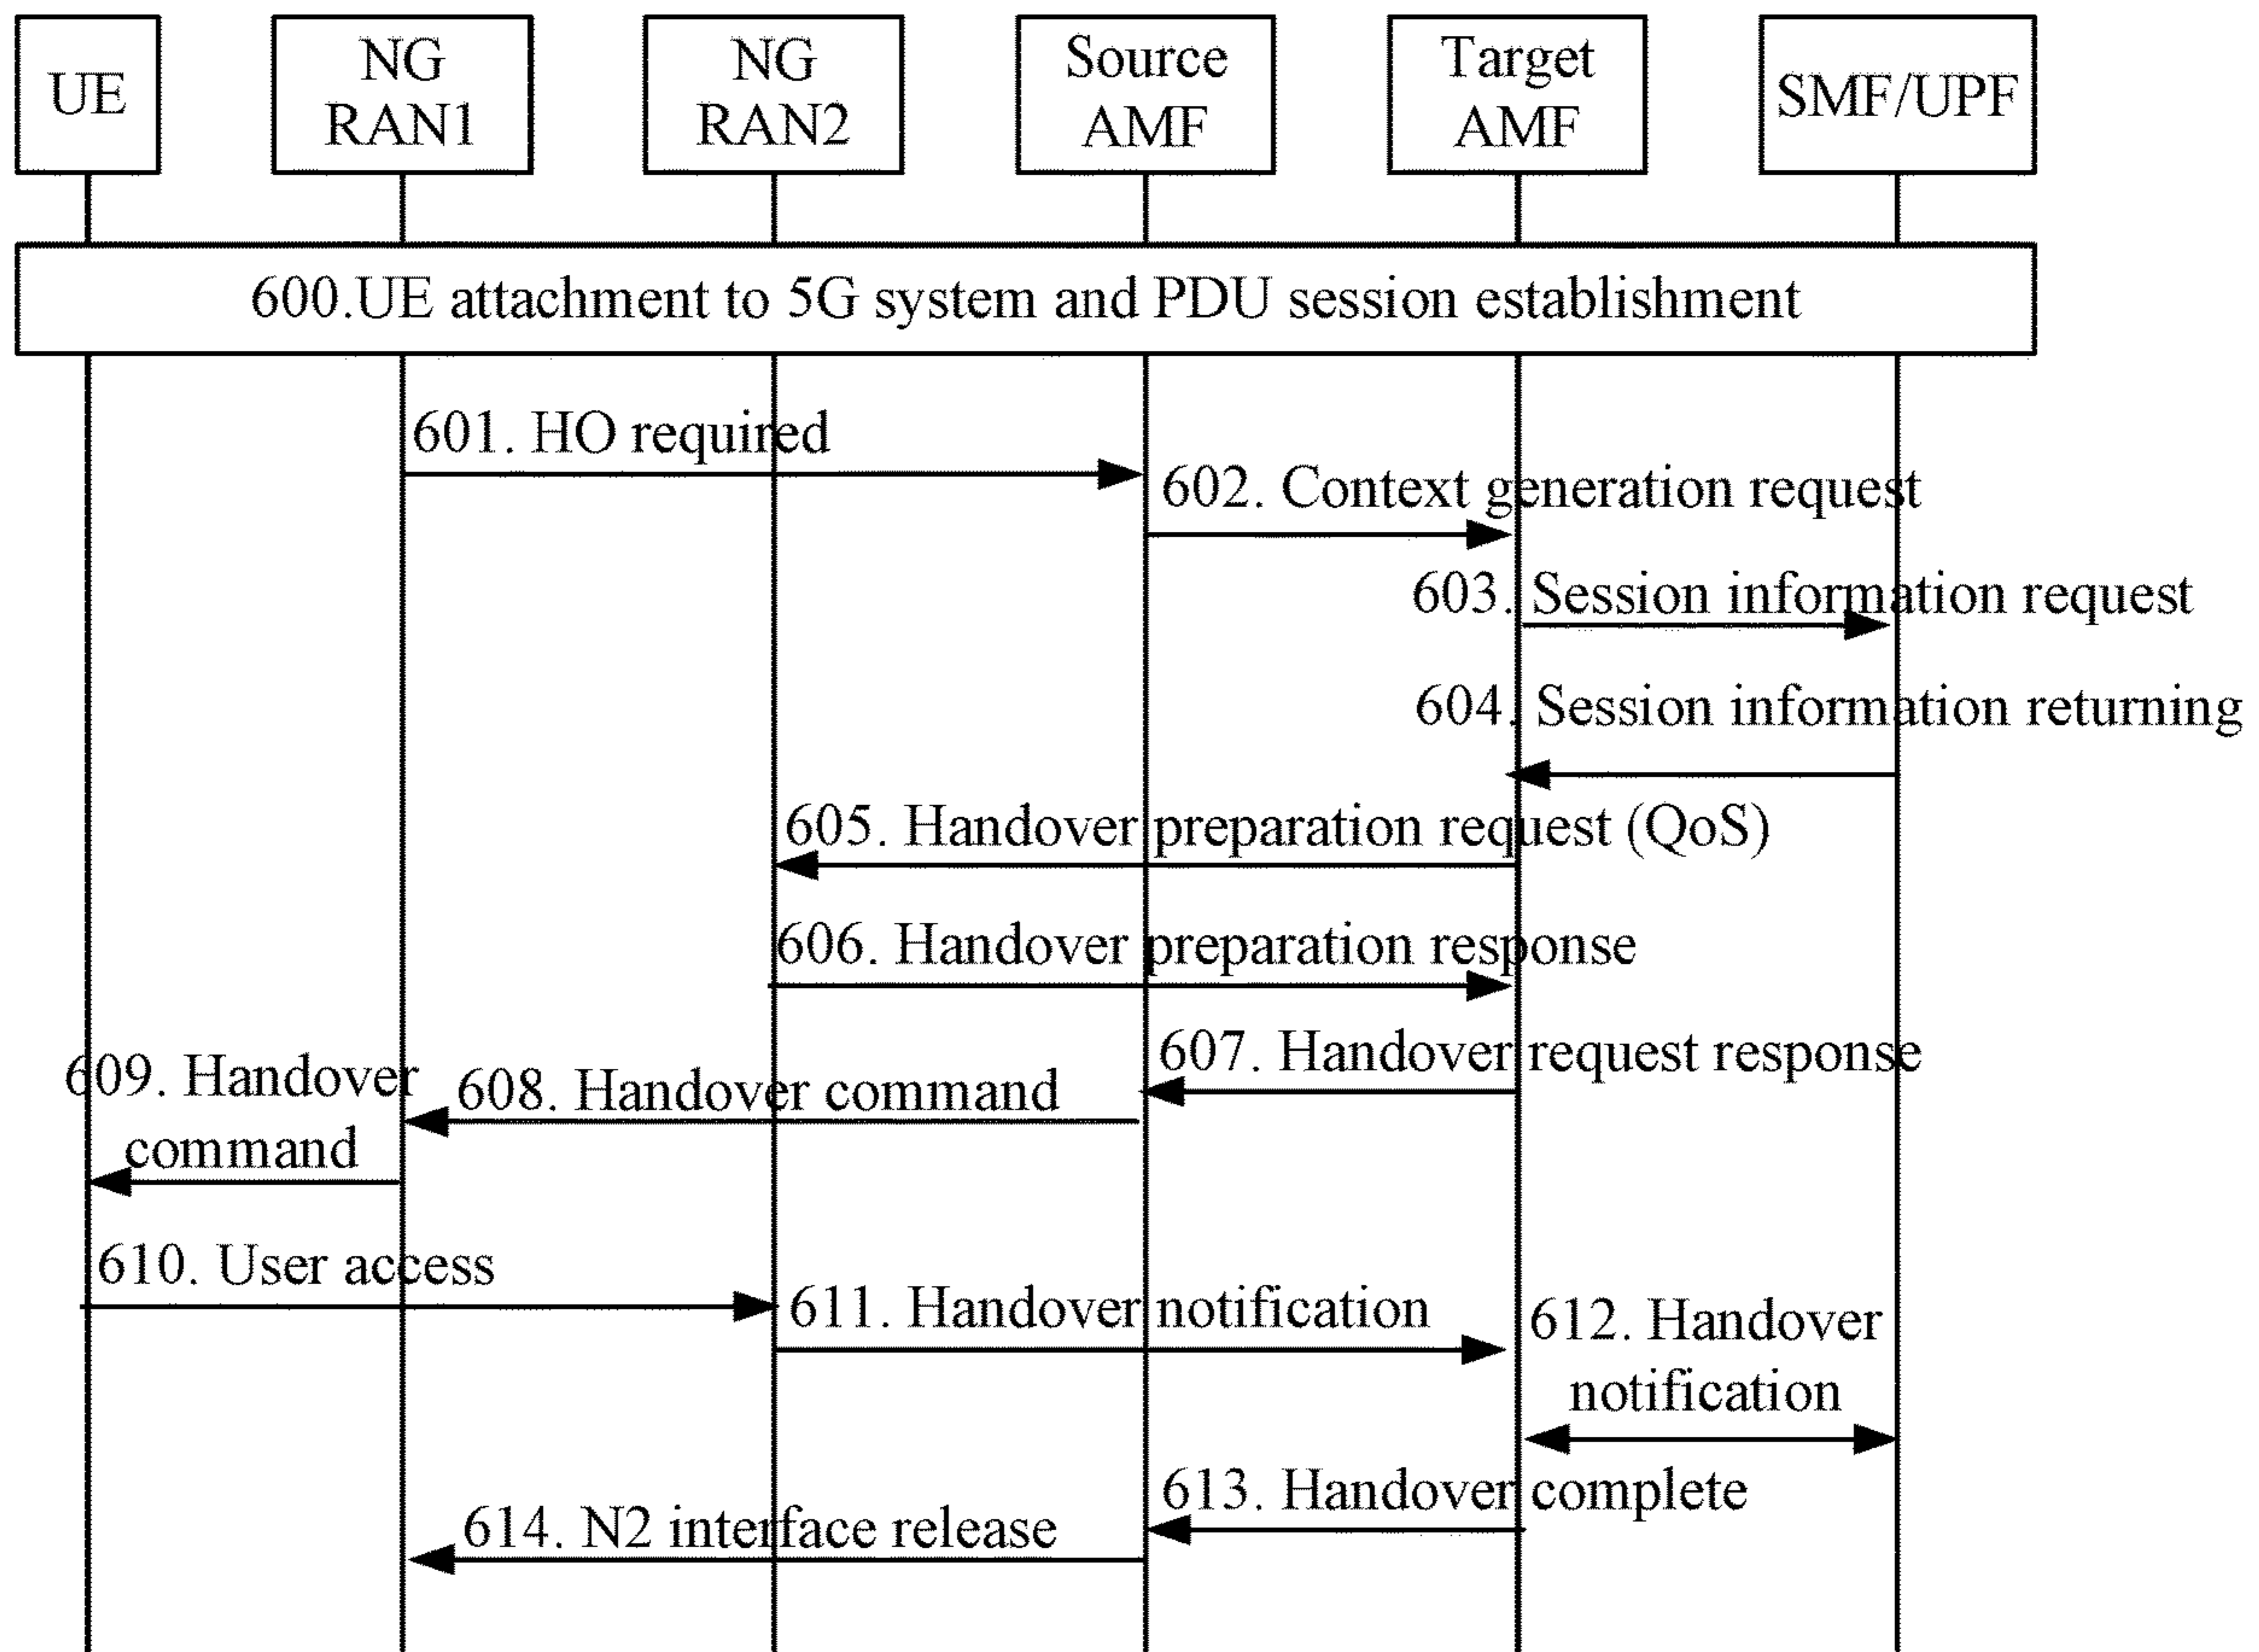 UE
NG
RAN1
NG
RAN2
Source
AMF
Target
AMF
SMF/UPF
600.UE attachment to 5G system and PDU session establishment
601. HO required
602. Context generation request
603. Session information request
604. Session information returning
605. Handover preparation request (QoS)
606. Handover preparation response
607. Handover request response
608. Handover command
609. Handover
command
610. User access
611. Handover notification
612. Handover
notification
613. Handover complete
614. N2 interface release